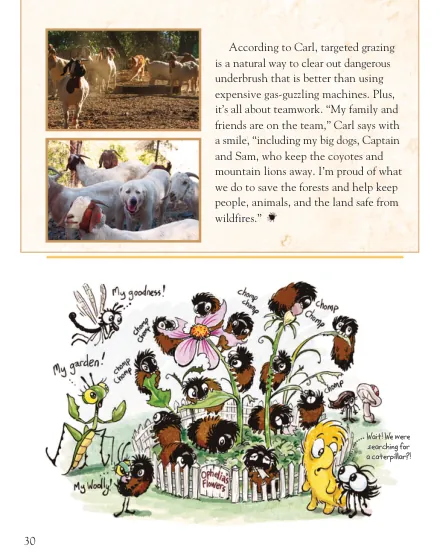 According to Carl, targeted grazing
is a natural way to clear out dangerous
underbrush that is better than using
expensive gas-guzzling machines. Plus,
it's all about teamwork. “My family and
friends are on the team,” Carl says with
a smile, “including my big dogs, Captain
and Sam, who keep the coyotes and
mountain lions away. I'm proud of what
we do to save the forests and help keep
people, animals, and the land safe from
wildfires.”
My goodness!
chomp
chomp
chomp
chomp
chomp
chomp
My garden!
chomp
chomp
chomp
Wait! We were
searching for
a caterpillar?!
My Woolly!
Ophelia's
Flowers
30